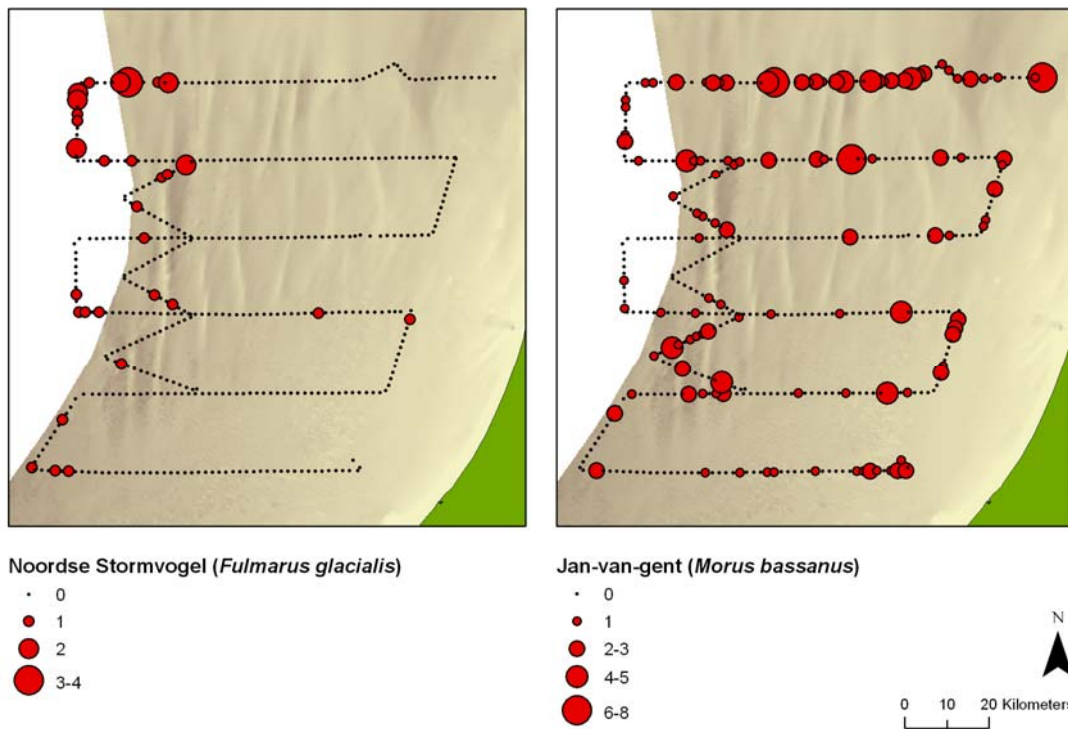 Noordse Stormvogel (Fulmarus glacialis)
0
1
2
3-4
Jan-van-gent (Morus bassanus)
0
1
2-3
4-5
6-8
N
0 10 20 Kilometers